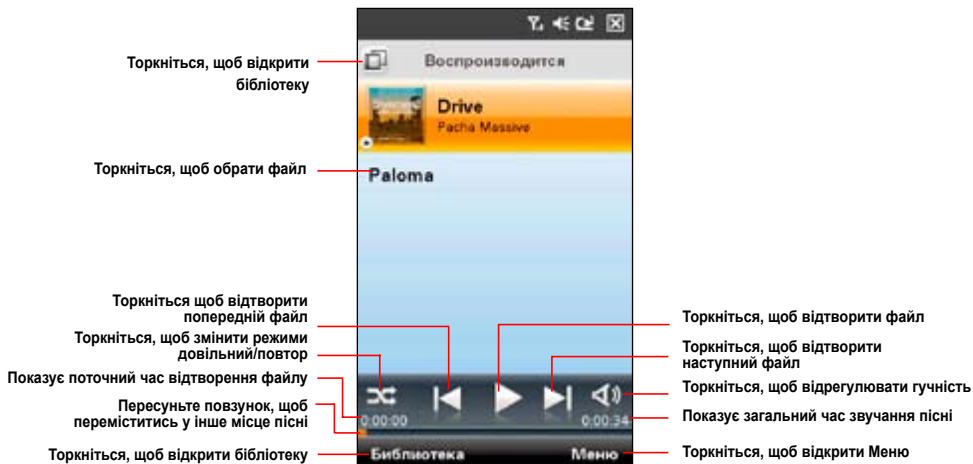 Торкніться, щоб відкрити
бібліотеку
Торкніться, щоб обрати файл
Торкніться щоб відтворити
попередній файл
Торкніться, щоб змінити режими
довільний/повтор
Показує поточний час відтворення файлу
Пересуньте повзунок, щоб
переміститись у інше місце пісні
Торкніться, щоб відкрити бібліотеку
Воспроизводится
Drive
Pacha Massive
Paloma
0:00:00
0:00:34
Библиотека
Меню
Торкніться, щоб відтворити файл
Торкніться, щоб відтворити
наступний файл
Торкніться, щоб відрегулювати гучність
Показує загальний час звучання пісні
Торкніться, щоб відкрити Меню